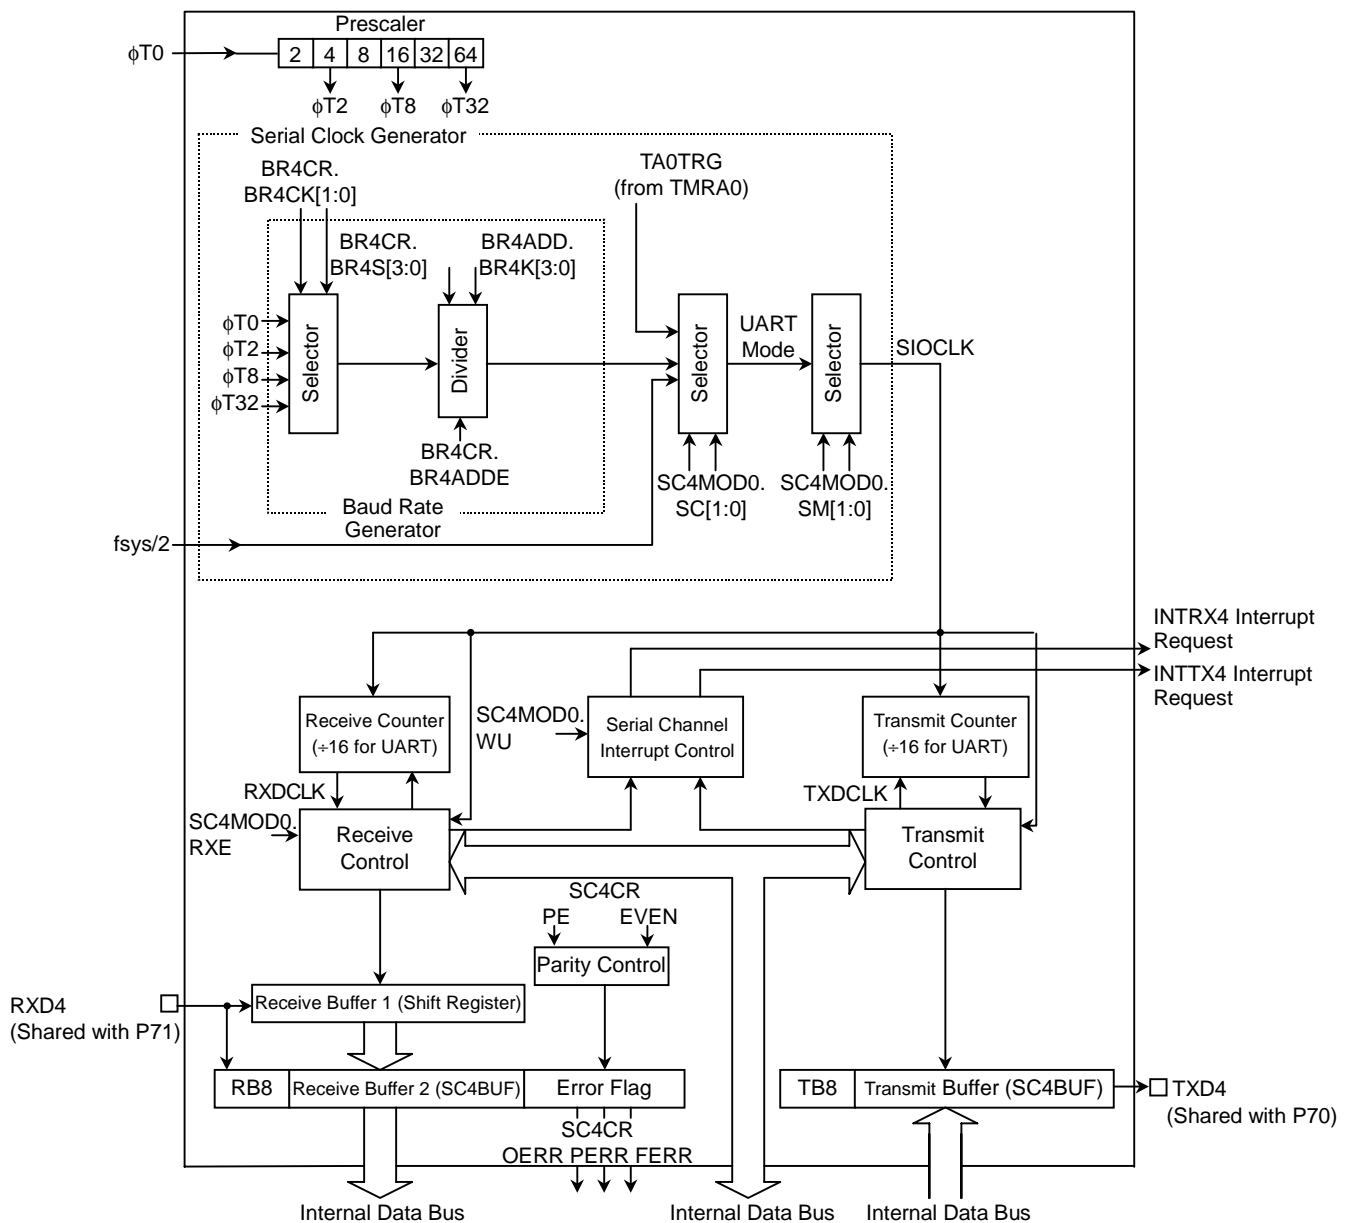 Prescaler
ϕT0
2 4 8 16 32 64
ϕT2 ϕT8 ϕT32
Serial Clock Generator
BR4CR.
BR4CK[1:0]
TA0TRG
(from TMRA0)
BR4CR.
BR4S[3:0]
BR4ADD.
BR4K[3:0]
ϕT0
ϕT2
ϕT8
ϕT32
Selector
Divider
Selector
UART
Mode
Selector
SIOCLK
BR4CR.
BR4ADDE
SC4MOD0.
SC[1:0]
SC4MOD0.
SM[1:0]
Baud Rate
Generator
fsys/2
INTRX4 Interrupt
Request
INTTX4 Interrupt
Request
Receive Counter
(÷16 for UART)
SC4MOD0.
WU
Serial Channel
Interrupt Control
Transmit Counter
(÷16 for UART)
RXDCLK
TXDCLK
SC4MOD0.
RXE
Receive
Control
Transmit
Control
SC4CR
PE EVEN
Parity Control
RXD4
(Shared with P71)
Receive Buffer 1 (Shift Register)
RB8
Receive Buffer 2 (SC4BUF)
Error Flag
TB8
Transmit Buffer (SC4BUF)
TXD4
(Shared with P70)
SC4CR
OERR PERR FERR
Internal Data Bus
Internal Data Bus
Internal Data Bus